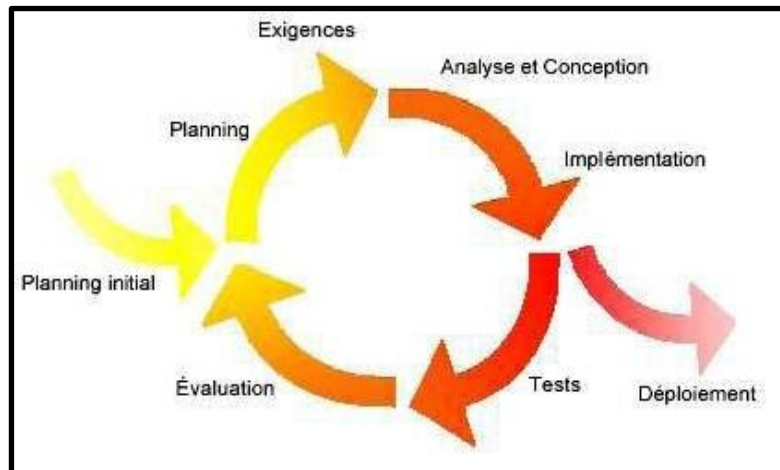 Exigences
Analyse et Conception
Planning
Implémentation
Planning initial
Évaluation
Tests
Déploiement